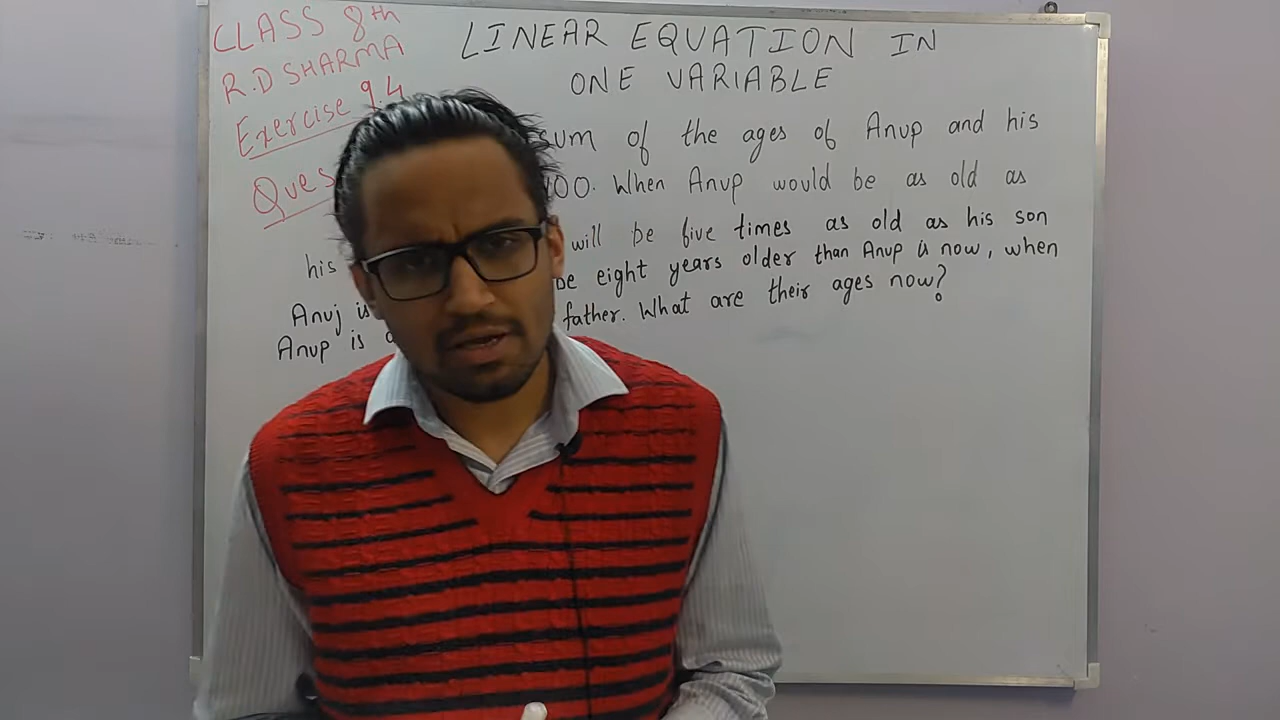 CLASS 8th
R.D SHARMA
Exercise 9.4
Ques
LINEAR EQUATION IN
ONE VARIABLE
sum of the ages of Anup and his
100. When Anup would be as old as
his will be five times as old as his son
Anuj is be eight years older than Anup is now, when
Anup is father. What are their ages now?